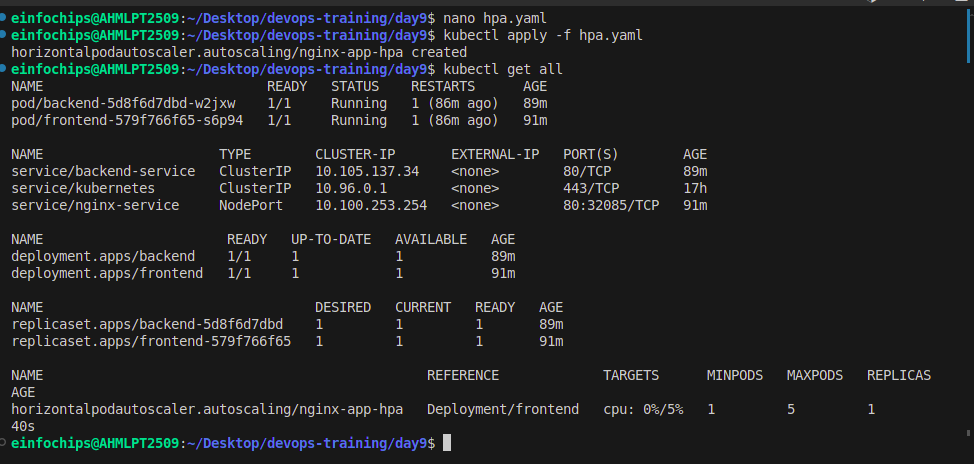 einfochips@AHMLPT2509:~/Desktop/devops-training/day9$ nano hpa.yaml
einfochips@AHMLPT2509:~/Desktop/devops-training/day9$ kubectl apply -f hpa.yaml
horizontalpodautoscaler.autoscaling/nginx-app-hpa created
einfochips@AHMLPT2509:~/Desktop/devops-training/day9$ kubectl get all
NAME                            READY   STATUS    RESTARTS      AGE
pod/backend-5d8f6d7dbd-w2jxw    1/1     Running   1 (86m ago)   89m
pod/frontend-579f766f65-s6p94   1/1     Running   1 (86m ago)   91m

NAME                      TYPE        CLUSTER-IP       EXTERNAL-IP   PORT(S)        AGE
service/backend-service   ClusterIP   10.105.137.34    <none>        80/TCP         89m
service/kubernetes        ClusterIP   10.96.0.1        <none>        443/TCP        17h
service/nginx-service     NodePort    10.100.253.254   <none>        80:32085/TCP   91m

NAME                       READY   UP-TO-DATE   AVAILABLE   AGE
deployment.apps/backend    1/1     1            1           89m
deployment.apps/frontend   1/1     1            1           91m

NAME                                  DESIRED   CURRENT   READY   AGE
replicaset.apps/backend-5d8f6d7dbd    1         1         1       89m
replicaset.apps/frontend-579f766f65   1         1         1       91m

NAME                                                REFERENCE             TARGETS      MINPODS   MAXPODS   REPLICAS
AGE
horizontalpodautoscaler.autoscaling/nginx-app-hpa   Deployment/frontend   cpu: 0%/5%   1         5         1
40s
einfochips@AHMLPT2509:~/Desktop/devops-training/day9$